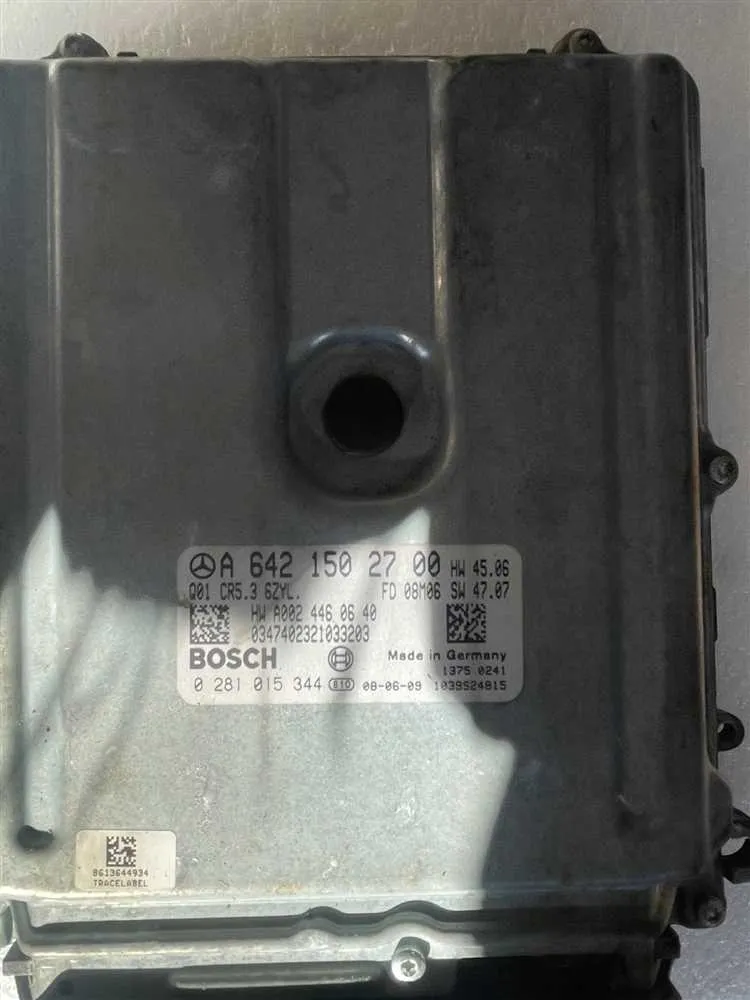 A 642 150 27 00 HW 45.06
Q01 CR5.3 6ZYL. FD 08M06 SW 47.07
HW A002 446 06 40
0347402321033203
BOSCH Made in Germany
1375 0241
0 281 015 344 810 08-06-09 1039S24815
8613644934
TRACELABEL